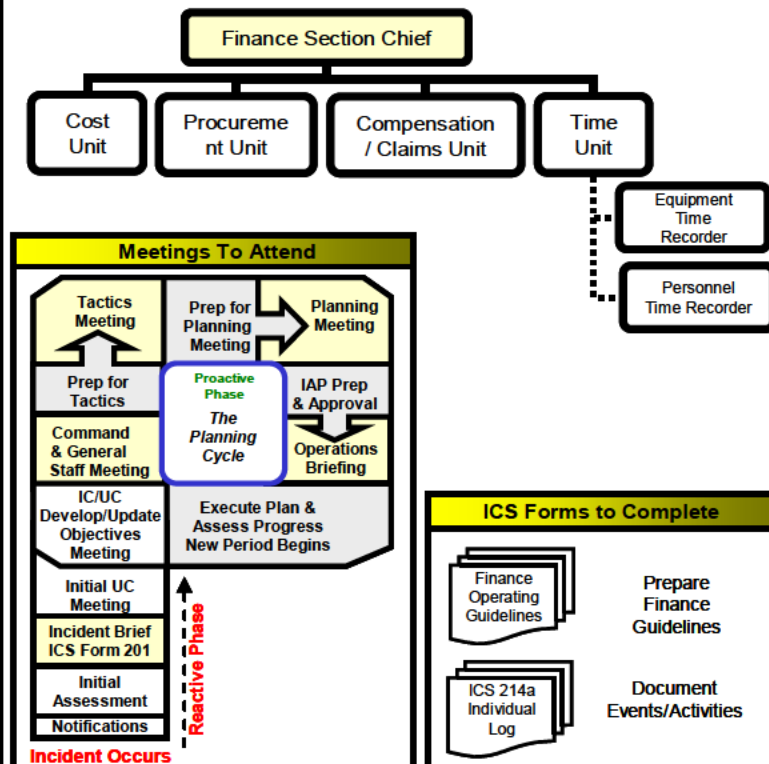 Finance Section Chief
Cost
Unit
Procureme
nt Unit
Compensation
/ Claims Unit
Time
Unit
Equipment
Time
Recorder
Personnel
Time Recorder
Meetings To Attend
Tactics
Meeting
Prep for
Planning
Meeting
Planning
Meeting
Prep for
Tactics
Proactive
Phase
The
Planning
Cycle
IAP Prep
& Approval
Command
& General
Staff Meeting
Operations
Briefing
IC/UC
Develop/Update
Objectives
Meeting
Execute Plan &
Assess Progress
New Period Begins
Initial UC
Meeting
Incident Brief
ICS Form 201
Initial
Assessment
Notifications
Reactive Phase
Incident Occurs
ICS Forms to Complete
Finance
Operating
Guidelines
Prepare
Finance
Guidelines
ICS 214a
Individual
Log
Document
Events/Activities